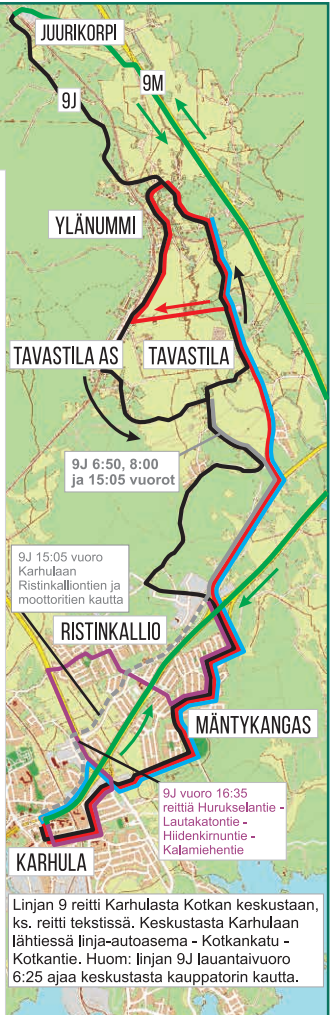 JUURIKORPI
9J
9M
YLÄNUMMI
TAVASTILA AS
TAVASTILA
9J 6:50, 8:00
ja 15:05 vuorot
9J 15:05 vuoro
Karhulaan
Ristinkalliontien ja
moottoritien kautta
RISTINKALLIO
MÄNTYKANGAS
9J vuoro 16:35
reittiä Hurukselantie -
Lautakatontie -
Hiidenkirnuntie -
Kalamiehentie
KARHULA
Linjan 9 reitti Karhulasta Kotkan keskustaan,
ks. reitti tekstissä. Keskustasta Karhulaan
lähtiessä linja-autoasema - Kotkankatu -
Kotkantie. Huom: linjan 9J lauantaivuoro
6:25 ajaa keskustasta kauppatorin kautta.